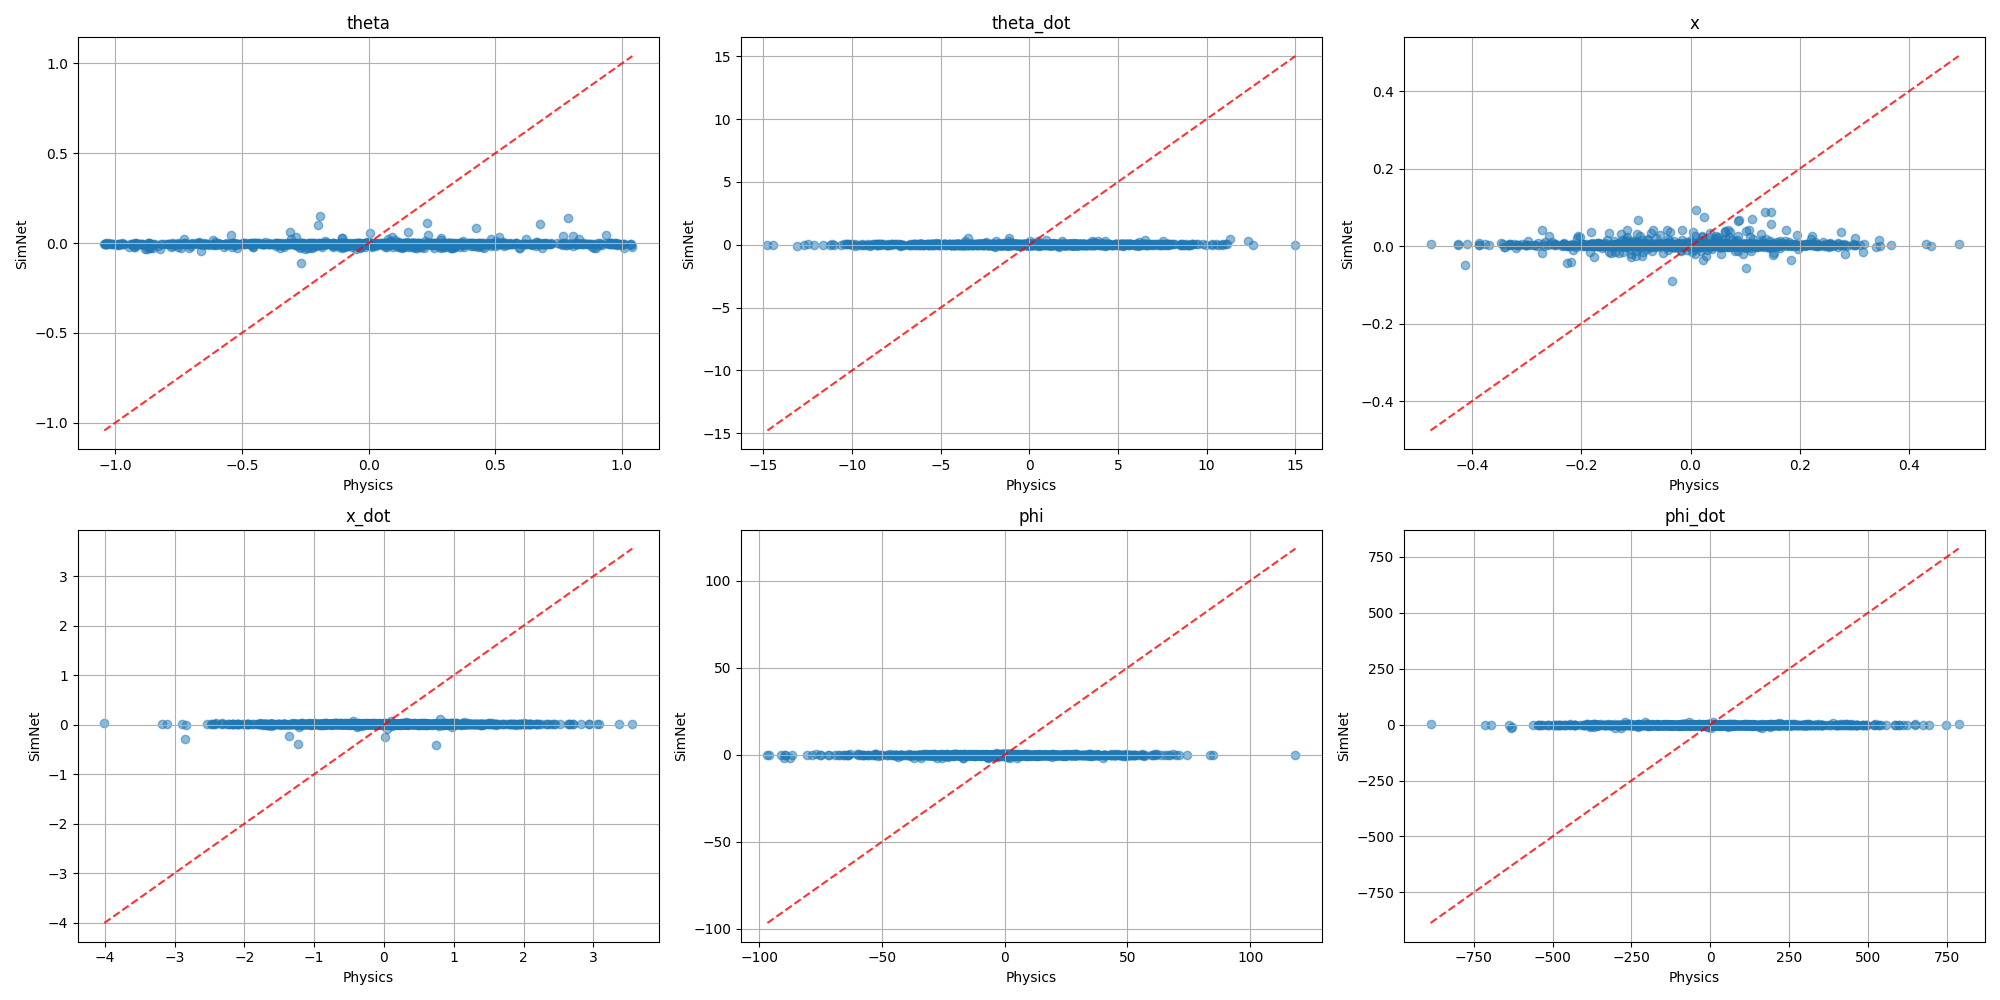 theta
1.0
0.5
0.0
−0.5
−1.0
SimNet
−1.0 −0.5 0.0 0.5 1.0
Physics
theta_dot
15
10
5
0
−5
−10
−15
SimNet
−15 −10 −5 0 5 10 15
Physics
x
0.4
0.2
0.0
−0.2
−0.4
SimNet
−0.4 −0.2 0.0 0.2 0.4
Physics
x_dot
3
2
1
0
−1
−2
−3
−4
SimNet
−4 −3 −2 −1 0 1 2 3
Physics
phi
100
50
0
−50
−100
SimNet
−100 −50 0 50 100
Physics
phi_dot
750
500
250
0
−250
−500
−750
SimNet
−750 −500 −250 0 250 500 750
Physics